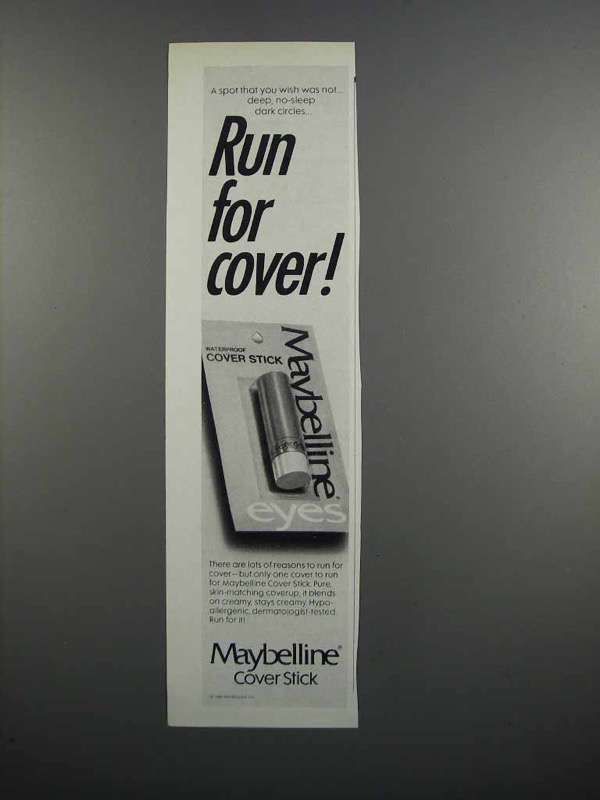 A spot that you wish was not...
deep, no-sleep
dark circles...
Run
for
cover!
WATERPROOF
COVER STICK
Maybelline
eyes
There are lots of reasons to run for
cover—but only one cover to run
for. Maybelline Cover Stick. Pure,
skin-matching coverup, it blends
on creamy, stays creamy. Hypo-
allergenic, dermatologist-tested.
Run for it!
Maybelline®
Cover Stick